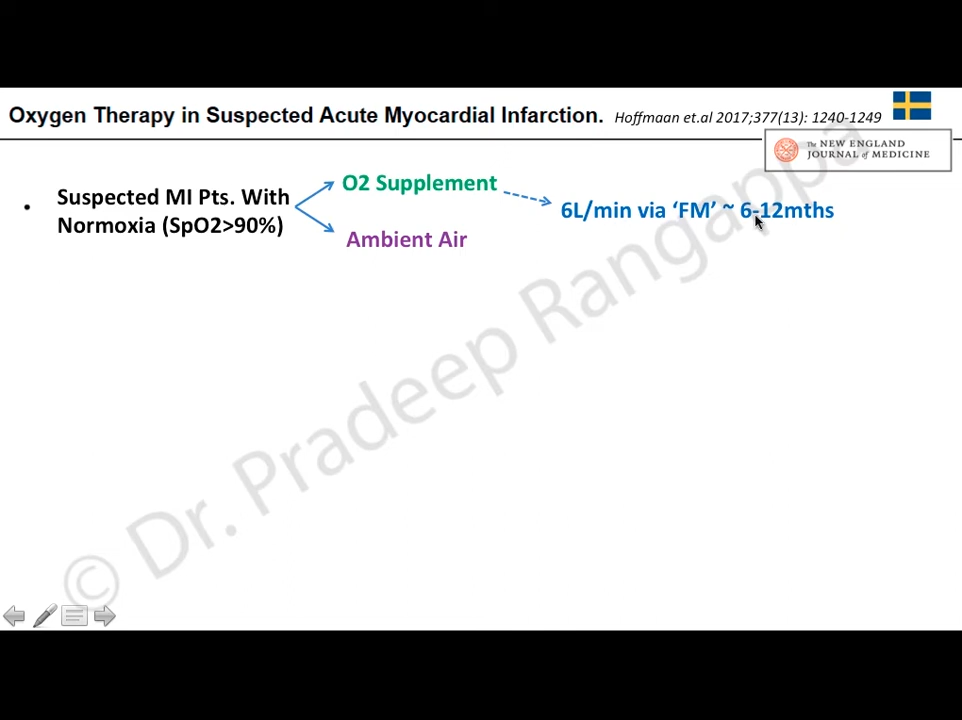 Oxygen Therapy in Suspected Acute Myocardial Infarction. Hoffmaan et.al 2017;377(13): 1240-1249
The NEW ENGLAND
JOURNAL of MEDICINE
• Suspected MI Pts. With
Normoxia (SpO2>90%)
O2 Supplement
Ambient Air
6L/min via ‘FM’ ~ 6-12mths
© Dr. Pradeep Rangappa